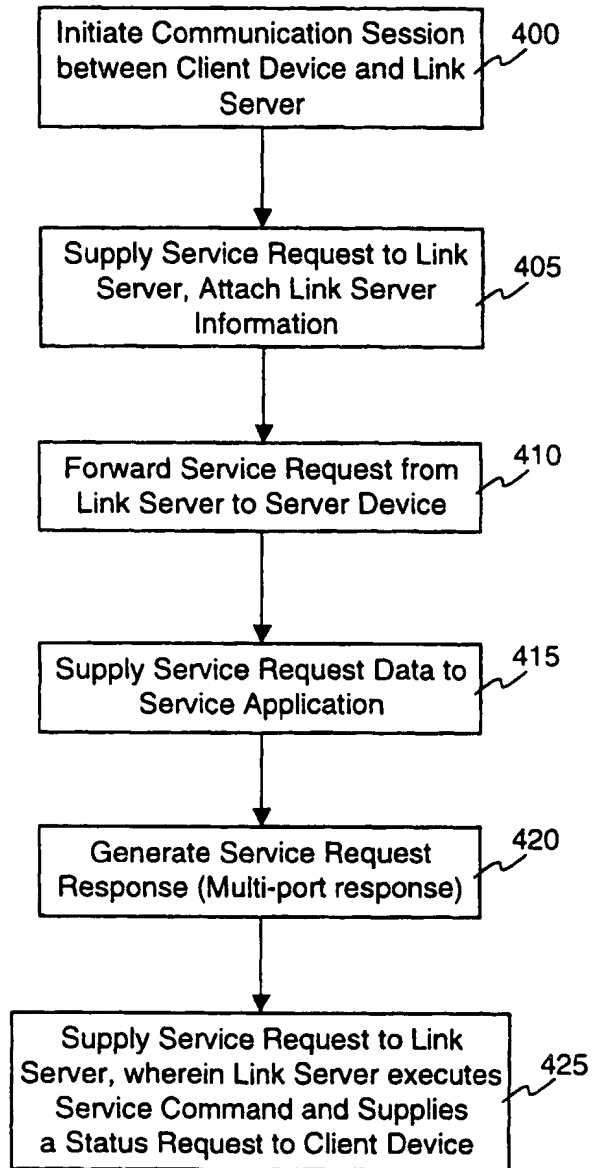 Initiate Communication Session
between Client Device and Link
Server
400
Supply Service Request to Link
Server, Attach Link Server
Information
405
Forward Service Request from
Link Server to Server Device
410
Supply Service Request Data to
Service Application
415
Generate Service Request
Response (Multi-port response)
420
Supply Service Request to Link
Server, wherein Link Server executes
Service Command and Supplies
a Status Request to Client Device
425